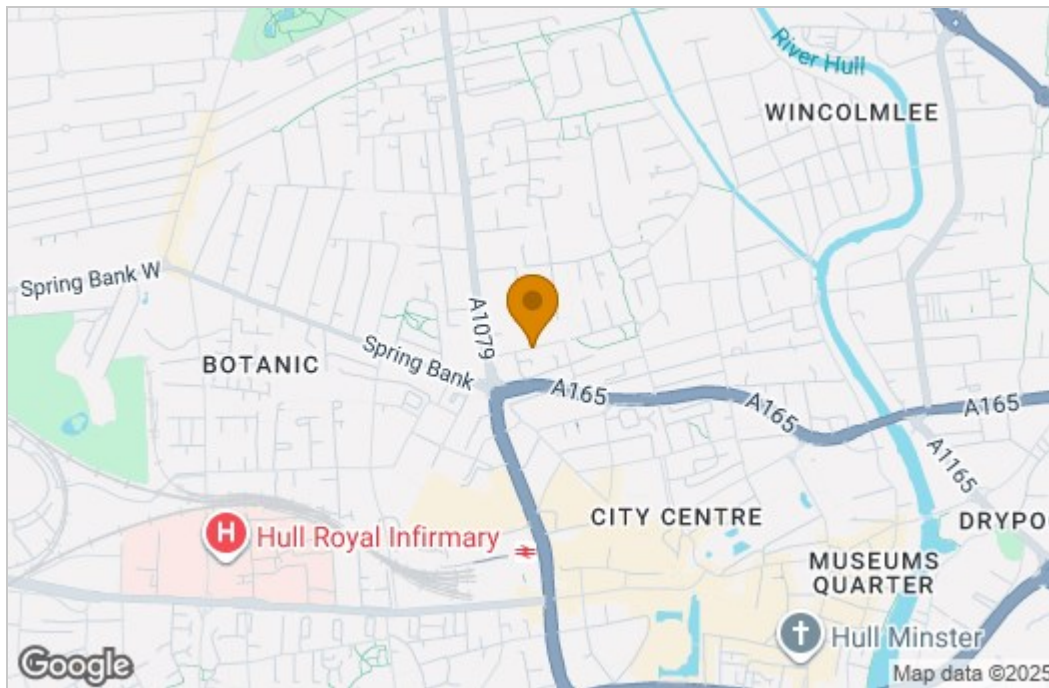 River Hull
WINCOLMLEE
Spring Bank W
A1079
BOTANIC
Spring Bank
A165
A165
A165
A1165
H
Hull Royal Infirmary
CITY CENTRE
DRYPO
MUSEUMS
QUARTER
Hull Minster
Google
Map data ©2025